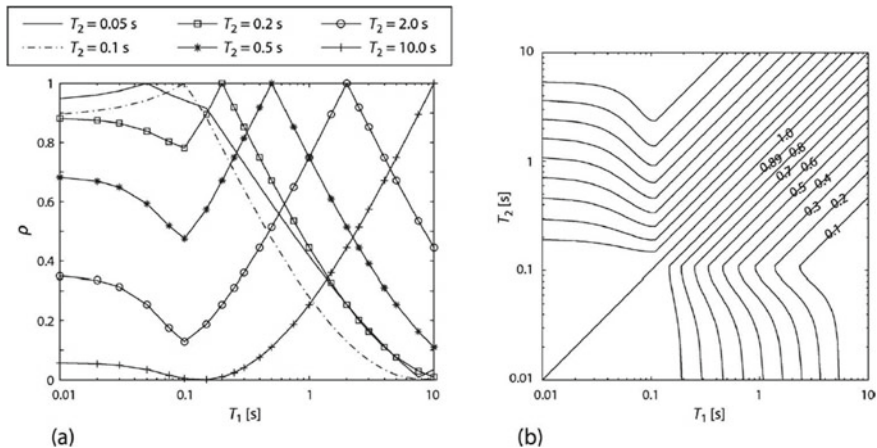 T₂ = 0.05 s T₂ = 0.2 s T₂ = 2.0 s
T₂ = 0.1 s T₂ = 0.5 s T₂ = 10.0 s
1
0.8
0.6
0.4
0.2
0
ρ
0.01 0.1 1 10
T₁ [s]
(a)
10
1
0.1
0.01
T₂ [s]
1.0
0.89 0.8
0.7 0.6
0.5 0.4
0.3 0.2
0.1
0.01 0.1 1 10
T₁ [s]
(b)